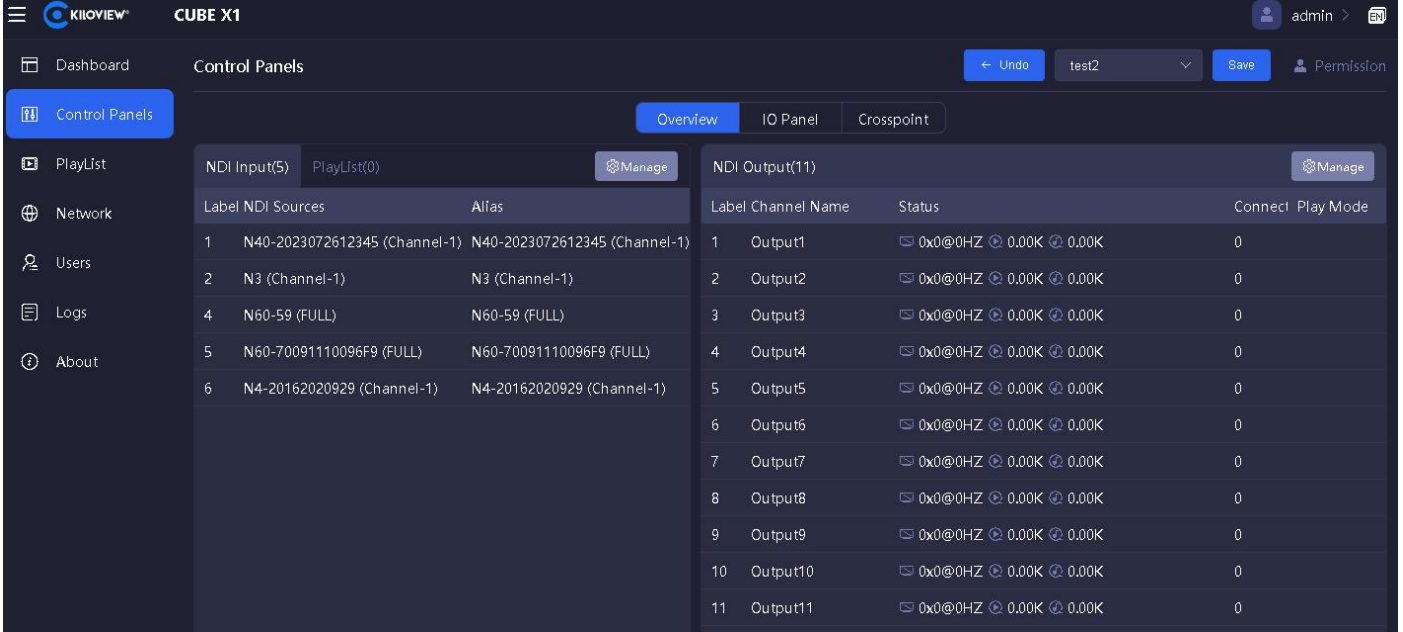 KILOVIEW CUBE X1 admin > EN
Dashboard
Control Panels
PlayList
Network
Users
Logs
About
Control Panels ← Undo test2 Save Permission
Overview IO Panel Crosspoint
NDI Input(5) PlayList(0) Manage
Label NDI Sources Alias
1 N40-2023072612345 (Channel-1) N40-2023072612345 (Channel-1)
2 N3 (Channel-1) N3 (Channel-1)
4 N60-59 (FULL) N60-59 (FULL)
5 N60-70091110096F9 (FULL) N60-70091110096F9 (FULL)
6 N4-20162020929 (Channel-1) N4-20162020929 (Channel-1)
NDI Output(11) Manage
Label Channel Name Status Connect Play Mode
1 Output1 0x0@0HZ 0.00K 0.00K 0
2 Output2 0x0@0HZ 0.00K 0.00K 0
3 Output3 0x0@0HZ 0.00K 0.00K 0
4 Output4 0x0@0HZ 0.00K 0.00K 0
5 Output5 0x0@0HZ 0.00K 0.00K 0
6 Output6 0x0@0HZ 0.00K 0.00K 0
7 Output7 0x0@0HZ 0.00K 0.00K 0
8 Output8 0x0@0HZ 0.00K 0.00K 0
9 Output9 0x0@0HZ 0.00K 0.00K 0
10 Output10 0x0@0HZ 0.00K 0.00K 0
11 Output11 0x0@0HZ 0.00K 0.00K 0